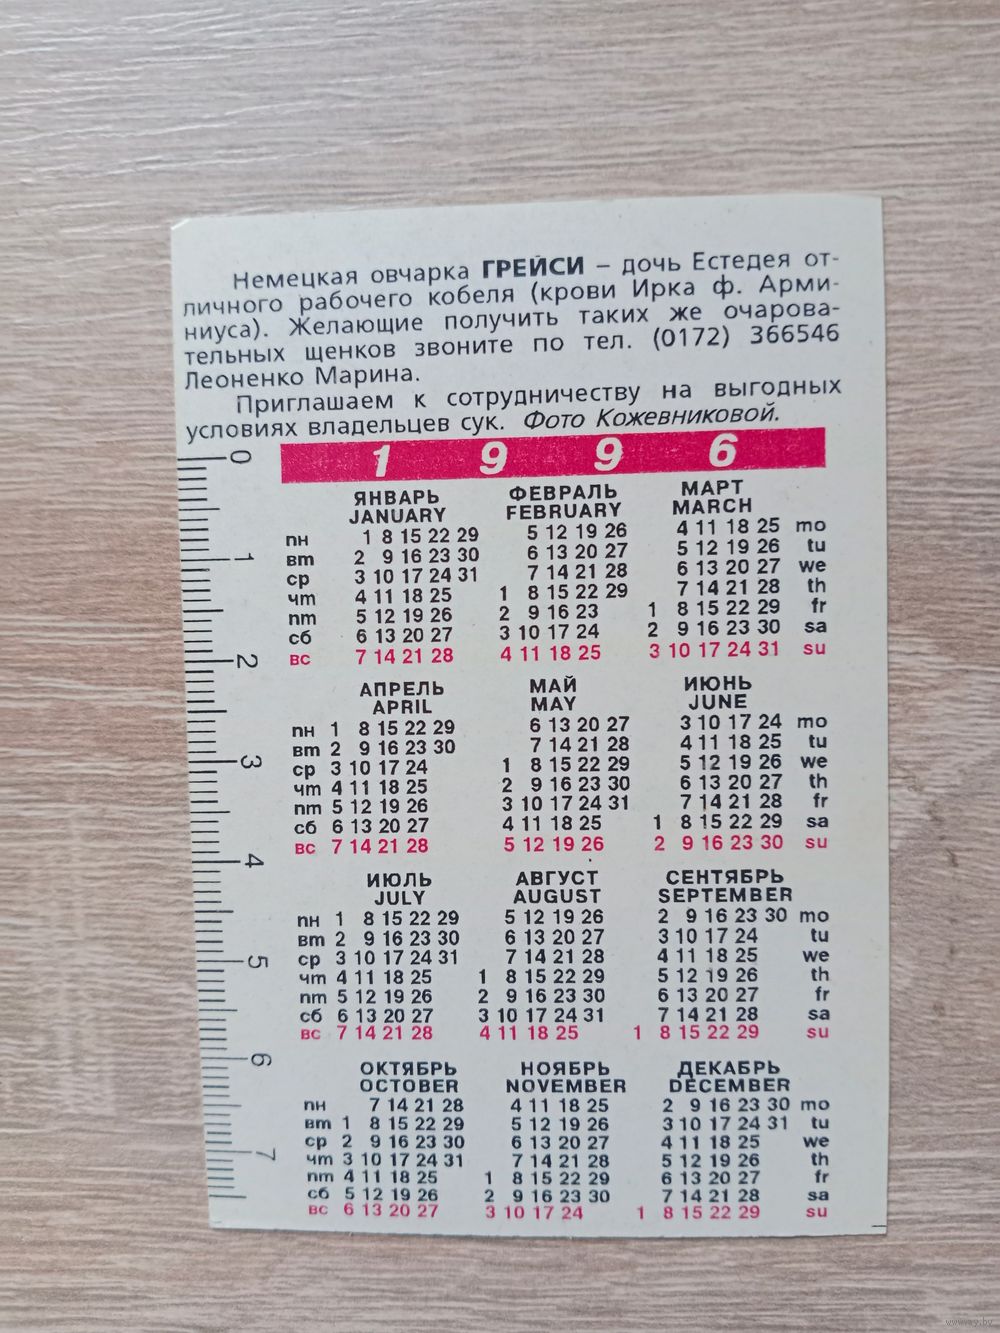 Немецкая овчарка ГРЕЙСИ – дочь Естедея от-
личного рабочего кобеля (крови Ирка ф. Арми-
ниуса). Желающие получить таких же очарова-
тельных щенков звоните по тел. (0172) 366546
Леоненко Марина.
Приглашаем к сотрудничеству на выгодных
условиях владельцев сук. Фото Кожевниковой.
0 1 2 3 4 5 6 7
1 9 9 6
ЯНВАРЬ ФЕВРАЛЬ МАРТ
JANUARY FEBRUARY MARCH
пн 1 8 15 22 29 5 12 19 26 4 11 18 25 mo
вт 2 9 16 23 30 6 13 20 27 5 12 19 26 tu
ср 3 10 17 24 31 7 14 21 28 6 13 20 27 we
чт 4 11 18 25 1 8 15 22 29 7 14 21 28 th
пт 5 12 19 26 2 9 16 23 1 8 15 22 29 fr
сб 6 13 20 27 3 10 17 24 2 9 16 23 30 sa
вс 7 14 21 28 4 11 18 25 3 10 17 24 31 su
АПРЕЛЬ МАЙ ИЮНЬ
APRIL MAY JUNE
пн 1 8 15 22 29 6 13 20 27 3 10 17 24 mo
вт 2 9 16 23 30 7 14 21 28 4 11 18 25 tu
ср 3 10 17 24 1 8 15 22 29 5 12 19 26 we
чт 4 11 18 25 2 9 16 23 30 6 13 20 27 th
пт 5 12 19 26 3 10 17 24 31 7 14 21 28 fr
сб 6 13 20 27 4 11 18 25 1 8 15 22 29 sa
вс 7 14 21 28 5 12 19 26 2 9 16 23 30 su
ИЮЛЬ АВГУСТ СЕНТЯБРЬ
JULY AUGUST SEPTEMBER
пн 1 8 15 22 29 5 12 19 26 2 9 16 23 30 mo
вт 2 9 16 23 30 6 13 20 27 3 10 17 24 tu
ср 3 10 17 24 31 7 14 21 28 4 11 18 25 we
чт 4 11 18 25 1 8 15 22 29 5 12 19 26 th
пт 5 12 19 26 2 9 16 23 30 6 13 20 27 fr
сб 6 13 20 27 3 10 17 24 31 7 14 21 28 sa
вс 7 14 21 28 4 11 18 25 1 8 15 22 29 su
ОКТЯБРЬ НОЯБРЬ ДЕКАБРЬ
OCTOBER NOVEMBER DECEMBER
пн 7 14 21 28 4 11 18 25 2 9 16 23 30 mo
вт 1 8 15 22 29 5 12 19 26 3 10 17 24 31 tu
ср 2 9 16 23 30 6 13 20 27 4 11 18 25 we
чт 3 10 17 24 31 7 14 21 28 5 12 19 26 th
пт 4 11 18 25 1 8 15 22 29 6 13 20 27 fr
сб 5 12 19 26 2 9 16 23 30 7 14 21 28 sa
вс 6 13 20 27 3 10 17 24 1 8 15 22 29 su